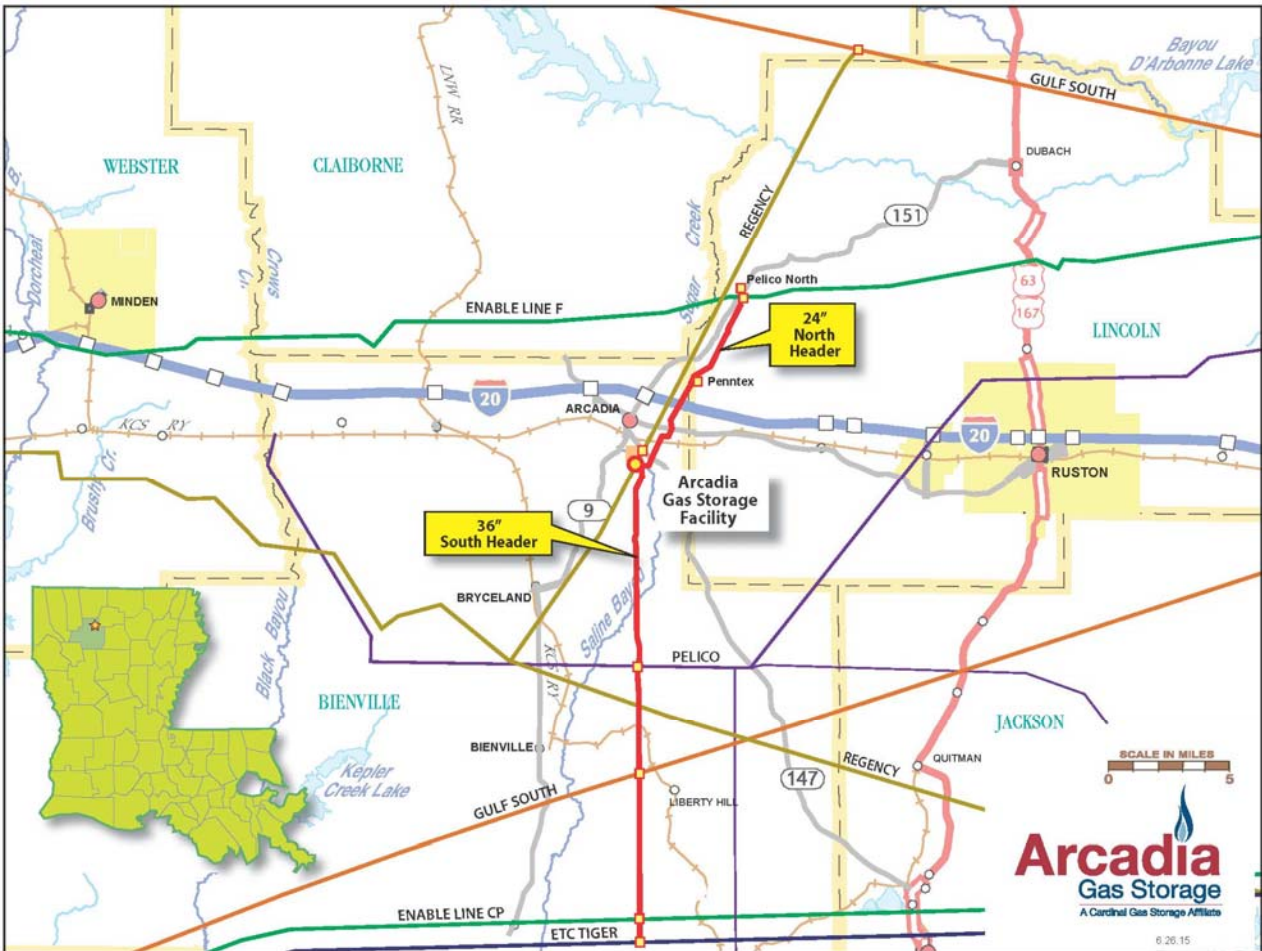 Bayou
D'Arbonne Lake
GULF SOUTH
LNW RR
WEBSTER
CLAIBORNE
DUBACH
REGENCY
151
Sugar
Creek
Dorcheat
B.
Crows
Cr.
MINDEN
Pelico North
63
167
ENABLE LINE F
24"
North
Header
LINCOLN
Penntex
20
ARCADIA
KCS RY
20
RUSTON
Brushy Cr.
Arcadia
Gas Storage
Facility
9
36"
South Header
BRYCELAND
Saline Bayou
Black Bayou
PELICO
KCS RY
BIENVILLE
JACKSON
BIENVILLE
Kepler
Creek Lake
REGENCY
QUITMAN
147
GULF SOUTH
LIBERTY HILL
SCALE IN MILES
0 5
Arcadia
Gas Storage
A Cardinal Gas Storage Affiliate
ENABLE LINE CP
ETC TIGER
6.26.15